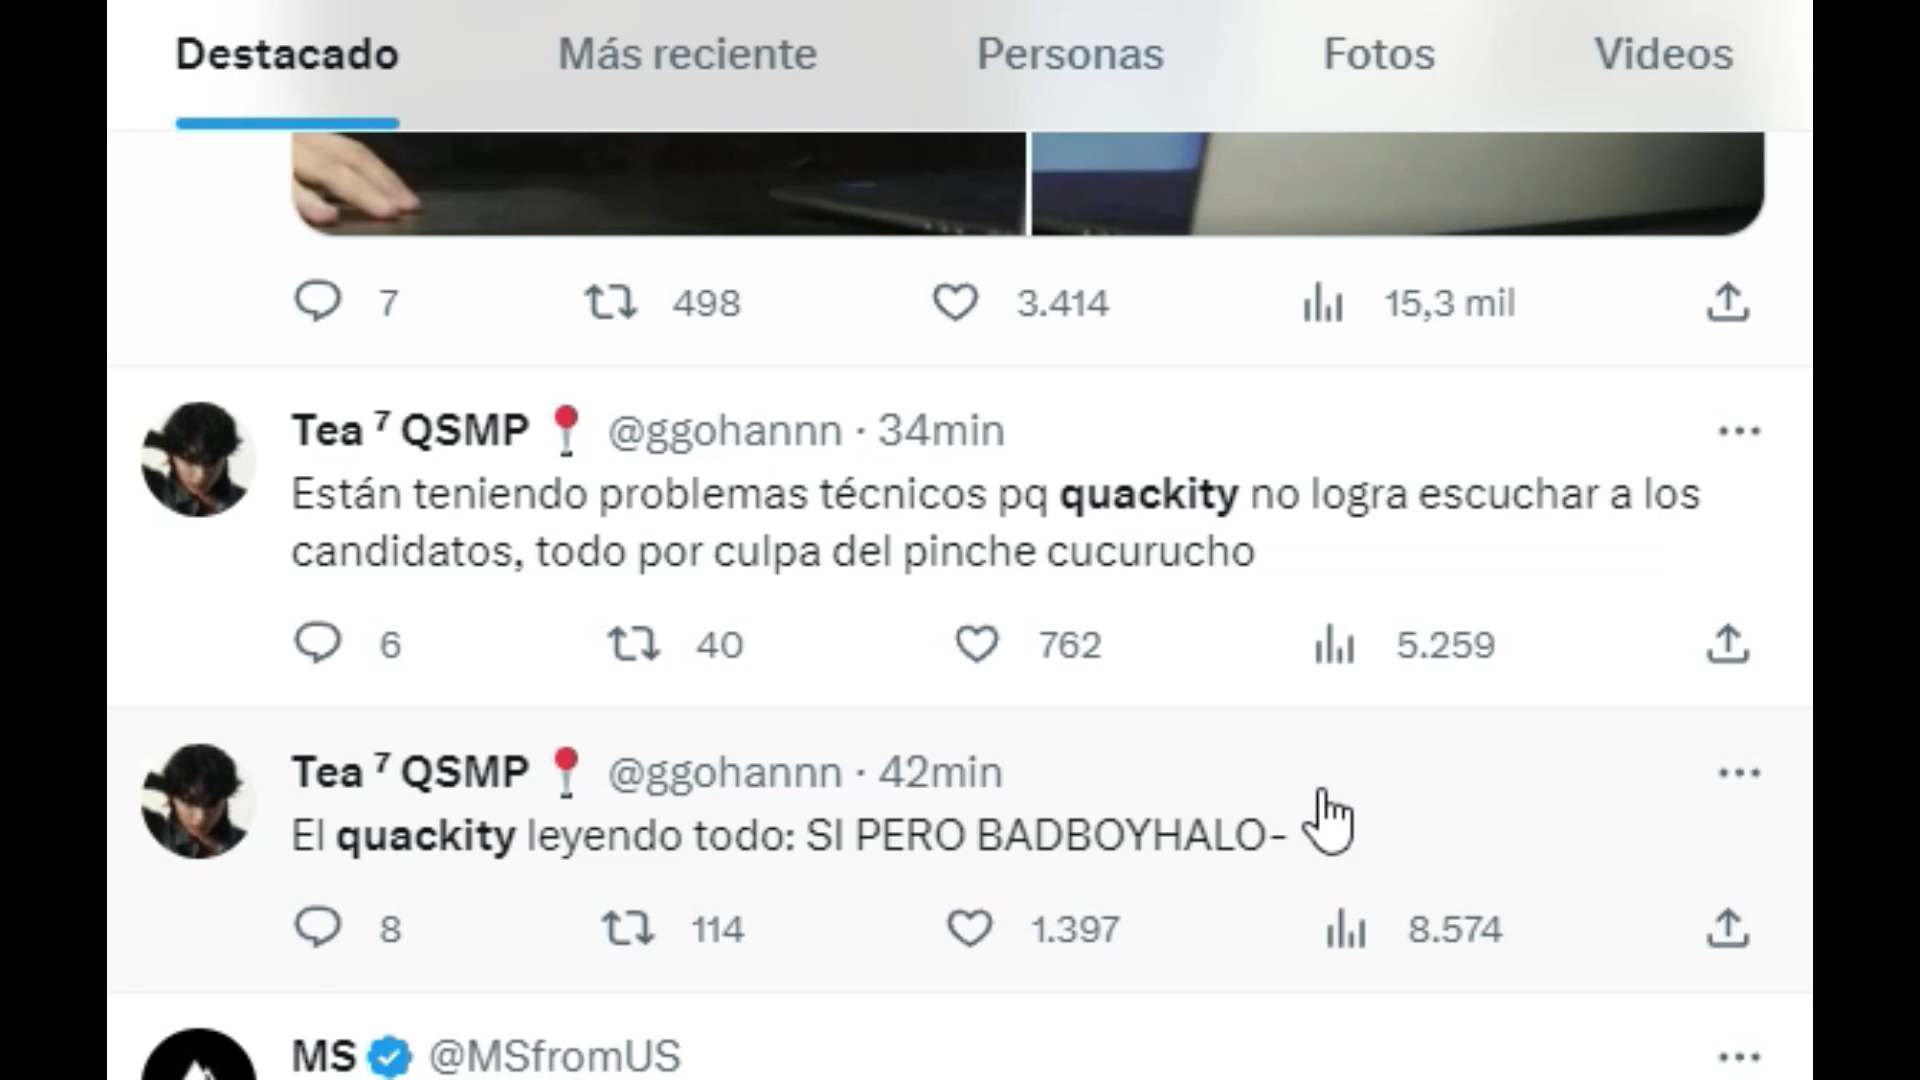 Destacado Más reciente Personas Fotos Videos
7 498 3.414 15,3 mil
Tea ⁷ QSMP @ggohannn · 34min
Están teniendo problemas técnicos pq quackity no logra escuchar a los
candidatos, todo por culpa del pinche cucurucho
6 40 762 5.259
Tea ⁷ QSMP @ggohannn · 42min
El quackity leyendo todo: SI PERO BADBOYHALO-
8 114 1.397 8.574
MS @MSfromUS